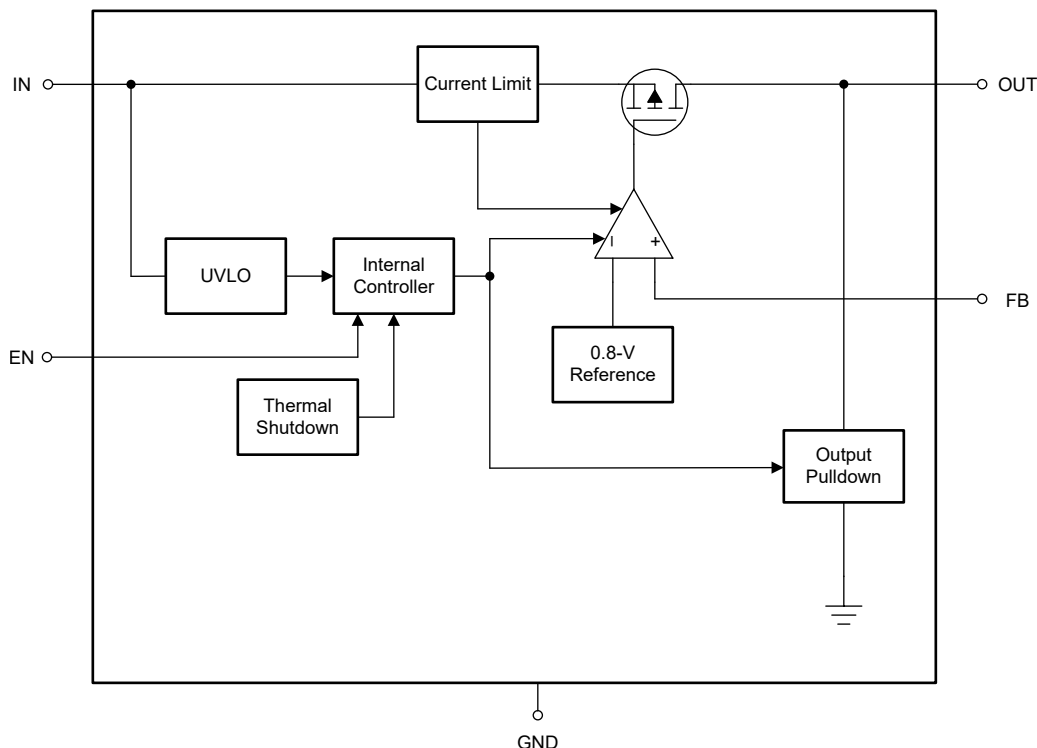 IN
Current Limit
OUT
UVLO
Internal
Controller
FB
EN
0.8-V
Reference
Thermal
Shutdown
Output
Pulldown
GND